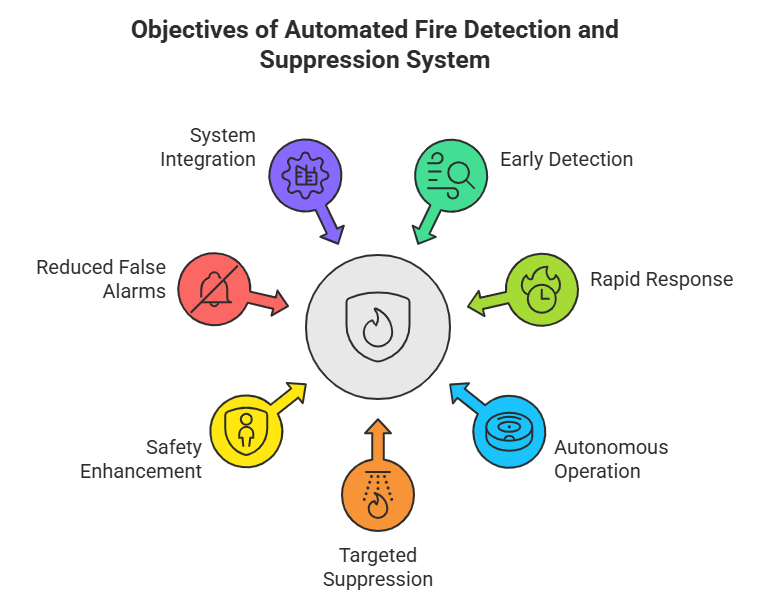 Objectives of Automated Fire Detection and
Suppression System
System
Integration
Early Detection
Reduced False
Alarms
Rapid Response
Safety
Enhancement
Autonomous
Operation
Targeted
Suppression